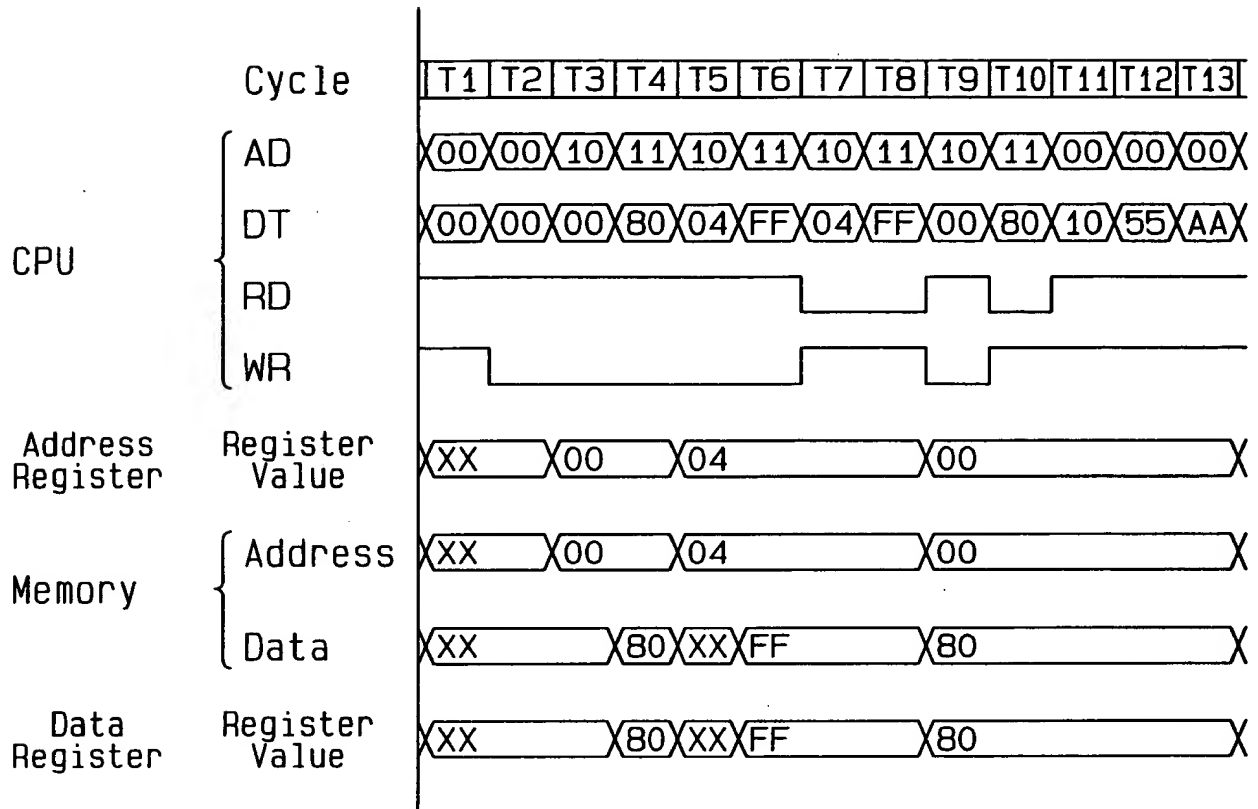 Cycle T1 T2 T3 T4 T5 T6 T7 T8 T9 T10 T11 T12 T13
CPU
AD 00 00 10 11 10 11 10 11 10 11 00 00 00
DT 00 00 00 80 04 FF 04 FF 00 80 10 55 AA
RD
WR
Address Register
Register Value
XX 00 04 00
Memory
Address XX 00 04 00
Data XX 80 XX FF 80
Data Register
Register Value
XX 80 XX FF 80